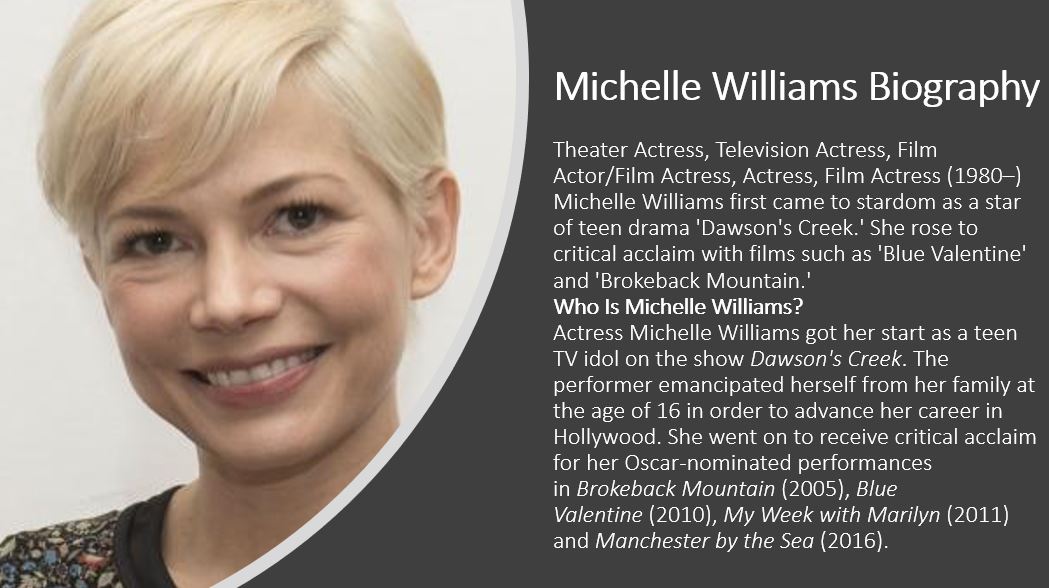 Michelle Williams Biography
Theater Actress, Television Actress, Film
Actor/Film Actress, Actress, Film Actress (1980–)
Michelle Williams first came to stardom as a star
of teen drama 'Dawson's Creek.' She rose to
critical acclaim with films such as 'Blue Valentine'
and 'Brokeback Mountain.'
Who Is Michelle Williams?
Actress Michelle Williams got her start as a teen
TV idol on the show Dawson's Creek. The
performer emancipated herself from her family at
the age of 16 in order to advance her career in
Hollywood. She went on to receive critical acclaim
for her Oscar-nominated performances
in Brokeback Mountain (2005), Blue
Valentine (2010), My Week with Marilyn (2011)
and Manchester by the Sea (2016).